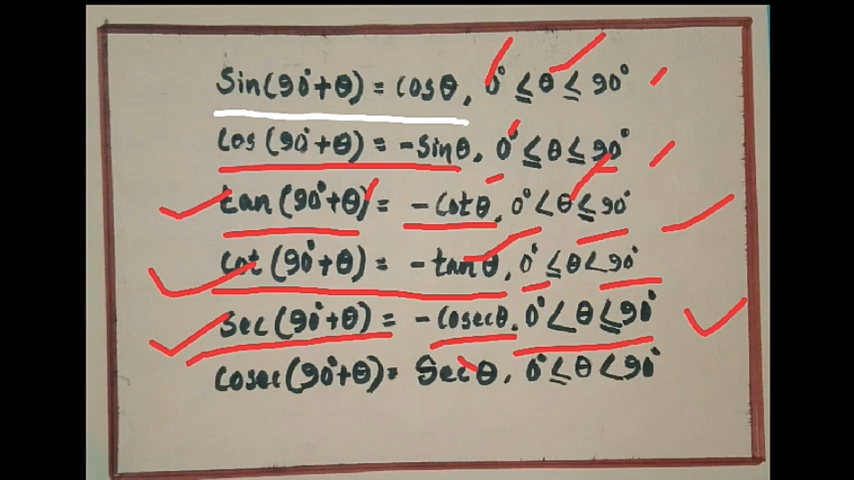 Sin(90°+θ) = cosθ, 0° ≤ θ ≤ 90°
Cos (90°+θ) = -Sinθ, 0° ≤ θ ≤ 90°
tan (90°+θ) = -Cotθ, 0° < θ ≤ 90°
Cot (90°+θ) = -tanθ, 0° ≤ θ < 90°
Sec (90°+θ) = -Cosecθ, 0° < θ ≤ 90°
Cosec(90°+θ) = Secθ, 0° ≤ θ < 90°